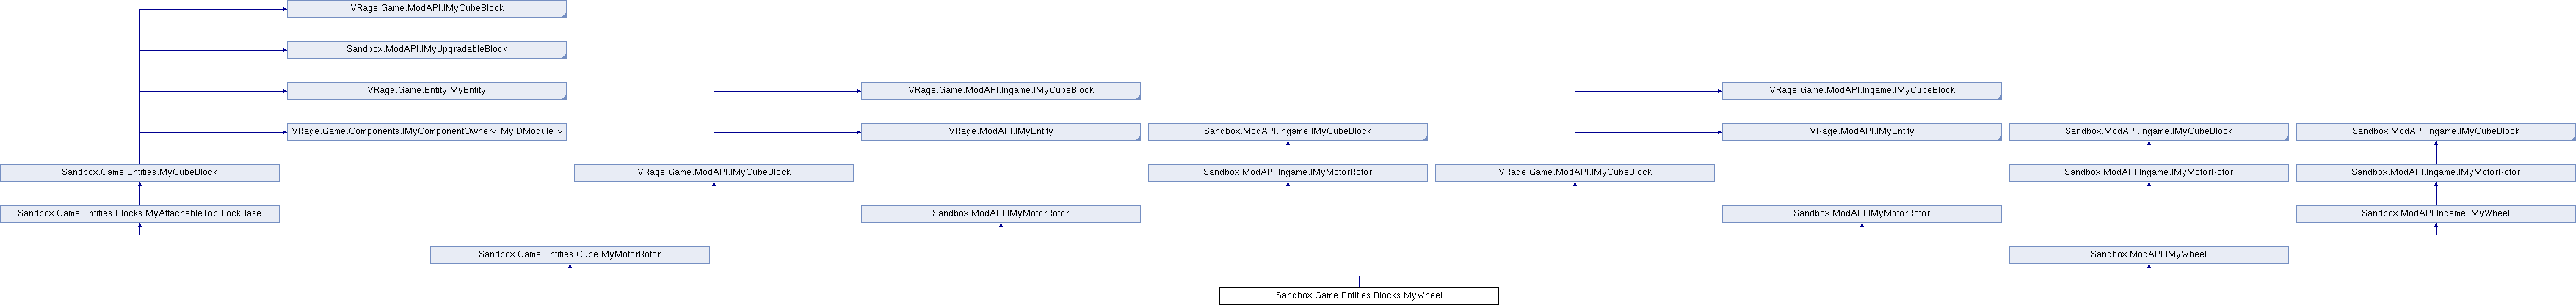 VRage.Game.ModAPI.IMyCubeBlock
Sandbox.ModAPI.IMyUpgradableBlock
VRage.Game.Entity.MyEntity
VRage.Game.ModAPI.Ingame.IMyCubeBlock
VRage.Game.ModAPI.Ingame.IMyCubeBlock
VRage.Game.Components.IMyComponentOwner< MyIDModule >
VRage.ModAPI.IMyEntity
Sandbox.ModAPI.Ingame.IMyCubeBlock
VRage.ModAPI.IMyEntity
Sandbox.ModAPI.Ingame.IMyCubeBlock
Sandbox.ModAPI.Ingame.IMyCubeBlock
Sandbox.Game.Entities.MyCubeBlock
VRage.Game.ModAPI.IMyCubeBlock
Sandbox.ModAPI.Ingame.IMyMotorRotor
VRage.Game.ModAPI.IMyCubeBlock
Sandbox.ModAPI.Ingame.IMyMotorRotor
Sandbox.ModAPI.Ingame.IMyMotorRotor
Sandbox.Game.Entities.Blocks.MyAttachableTopBlockBase
Sandbox.ModAPI.IMyMotorRotor
Sandbox.ModAPI.IMyMotorRotor
Sandbox.ModAPI.Ingame.IMyWheel
Sandbox.Game.Entities.Cube.MyMotorRotor
Sandbox.ModAPI.IMyWheel
Sandbox.Game.Entities.Blocks.MyWheel